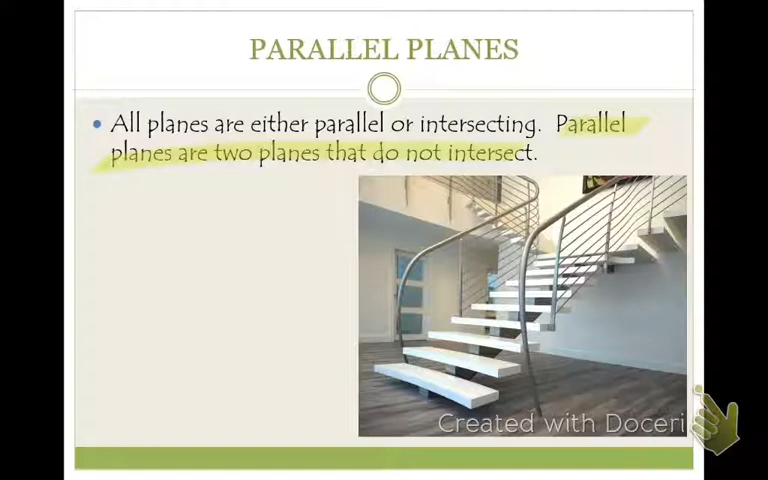 PARALLEL PLANES
All planes are either parallel or intersecting. Parallel
planes are two planes that do not intersect.
Created with Doceri